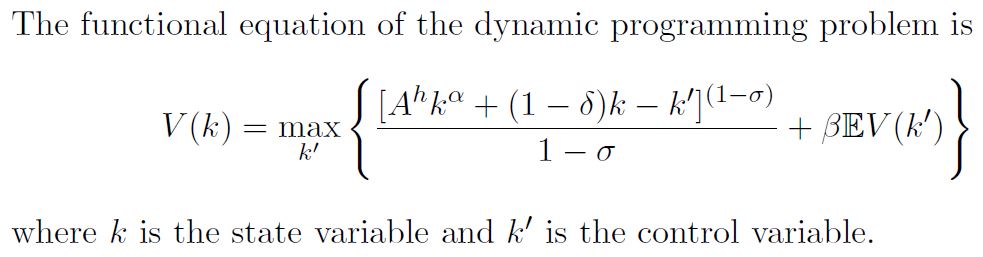 The functional equation of the dynamic programming problem is
V(k) = max_{k′} { [A^h k^α + (1 − δ)k − k′]^{(1−σ)} / (1 − σ) + β𝔼V(k′) }
where k is the state variable and k′ is the control variable.